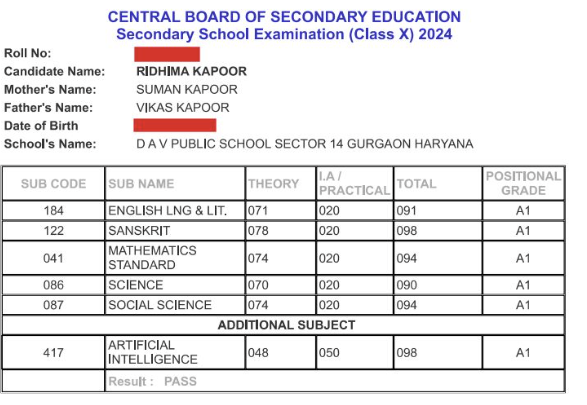 CENTRAL BOARD OF SECONDARY EDUCATION
Secondary School Examination (Class X) 2024
Roll No:
Candidate Name: RIDHIMA KAPOOR
Mother's Name: SUMAN KAPOOR
Father's Name: VIKAS KAPOOR
Date of Birth
School's Name: D A V PUBLIC SCHOOL SECTOR 14 GURGAON HARYANA
SUB CODE SUB NAME THEORY I.A / PRACTICAL TOTAL POSITIONAL GRADE
184 ENGLISH LNG & LIT. 071 020 091 A1
122 SANSKRIT 078 020 098 A1
041 MATHEMATICS STANDARD 074 020 094 A1
086 SCIENCE 070 020 090 A1
087 SOCIAL SCIENCE 074 020 094 A1
ADDITIONAL SUBJECT
417 ARTIFICIAL INTELLIGENCE 048 050 098 A1
Result : PASS